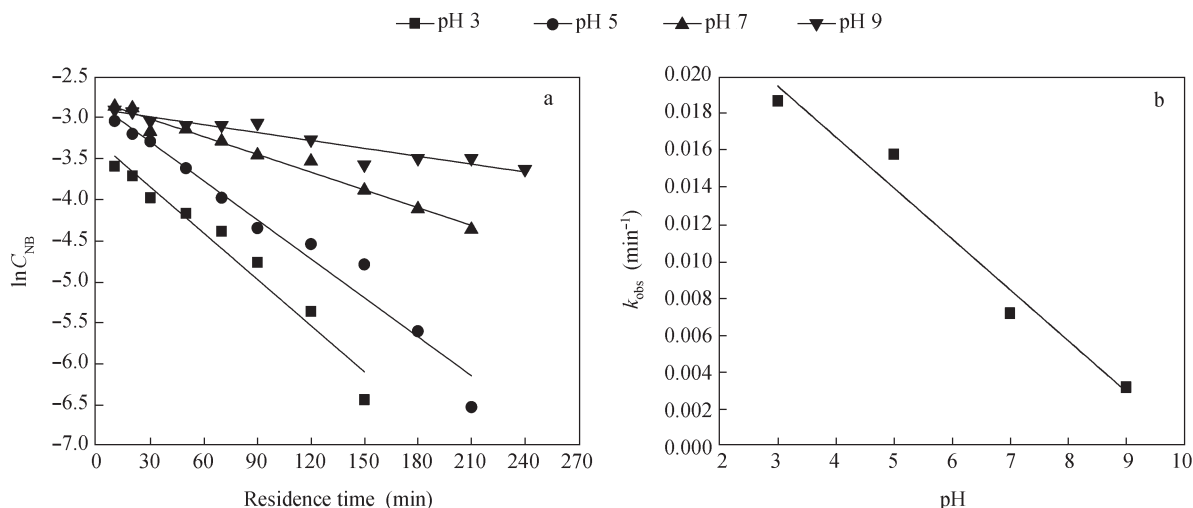 pH 3 pH 5 pH 7 pH 9
a
−2.5
−3.0
−3.5
−4.0
−4.5
−5.0
−5.5
−6.0
−6.5
−7.0
lnC_NB
0 30 60 90 120 150 180 210 240 270
Residence time (min)
b
0.020
0.018
0.016
0.014
0.012
0.010
0.008
0.006
0.004
0.002
0.000
k_obs (min⁻¹)
2 3 4 5 6 7 8 9 10
pH